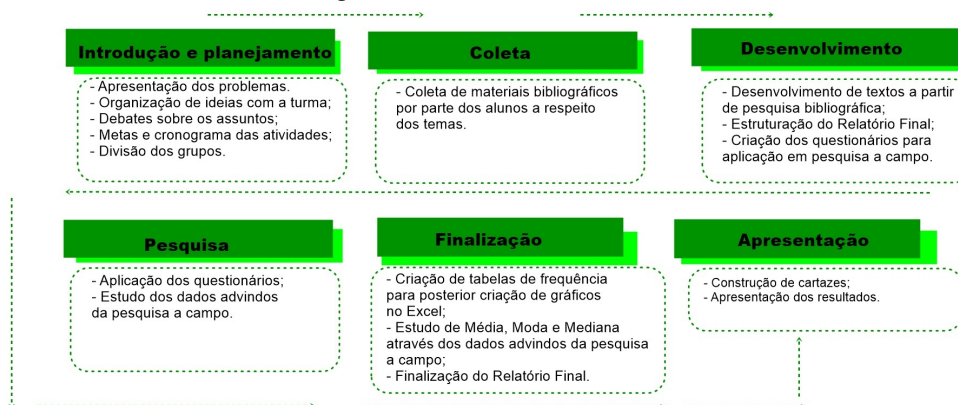 Introdução e planejamento
- Apresentação dos problemas.
- Organização de ideias com a turma;
- Debates sobre os assuntos;
- Metas e cronograma das atividades;
- Divisão dos grupos.
Coleta
- Coleta de materiais bibliográficos
por parte dos alunos a respeito
dos temas.
Desenvolvimento
- Desenvolvimento de textos a partir
de pesquisa bibliográfica;
- Estruturação do Relatório Final;
- Criação dos questionários para
aplicação em pesquisa a campo.
Pesquisa
- Aplicação dos questionários;
- Estudo dos dados advindos
da pesquisa a campo.
Finalização
- Criação de tabelas de frequência
para posterior criação de gráficos
no Excel;
- Estudo de Média, Moda e Mediana
através dos dados advindos da pesquisa
a campo;
- Finalização do Relatório Final.
Apresentação
- Construção de cartazes;
- Apresentação dos resultados.